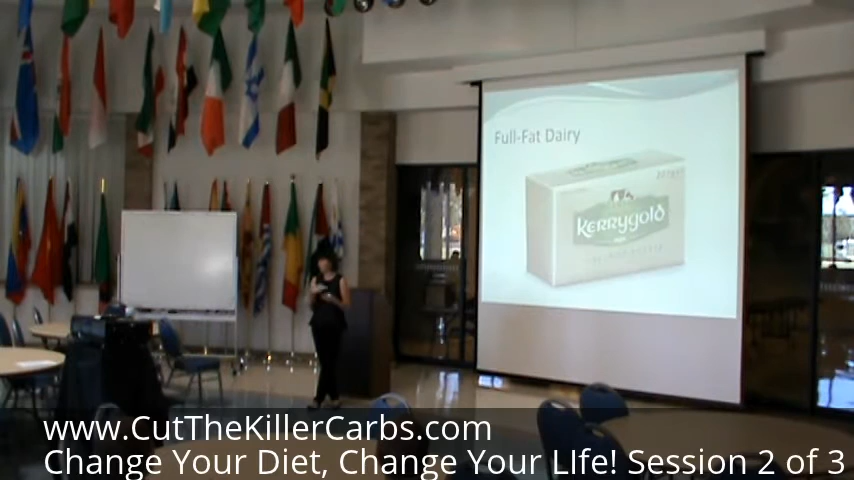 Full-Fat Dairy
Kerrygold
www.CutTheKillerCarbs.com
Change Your Diet, Change Your LIfe! Session 2 of 3